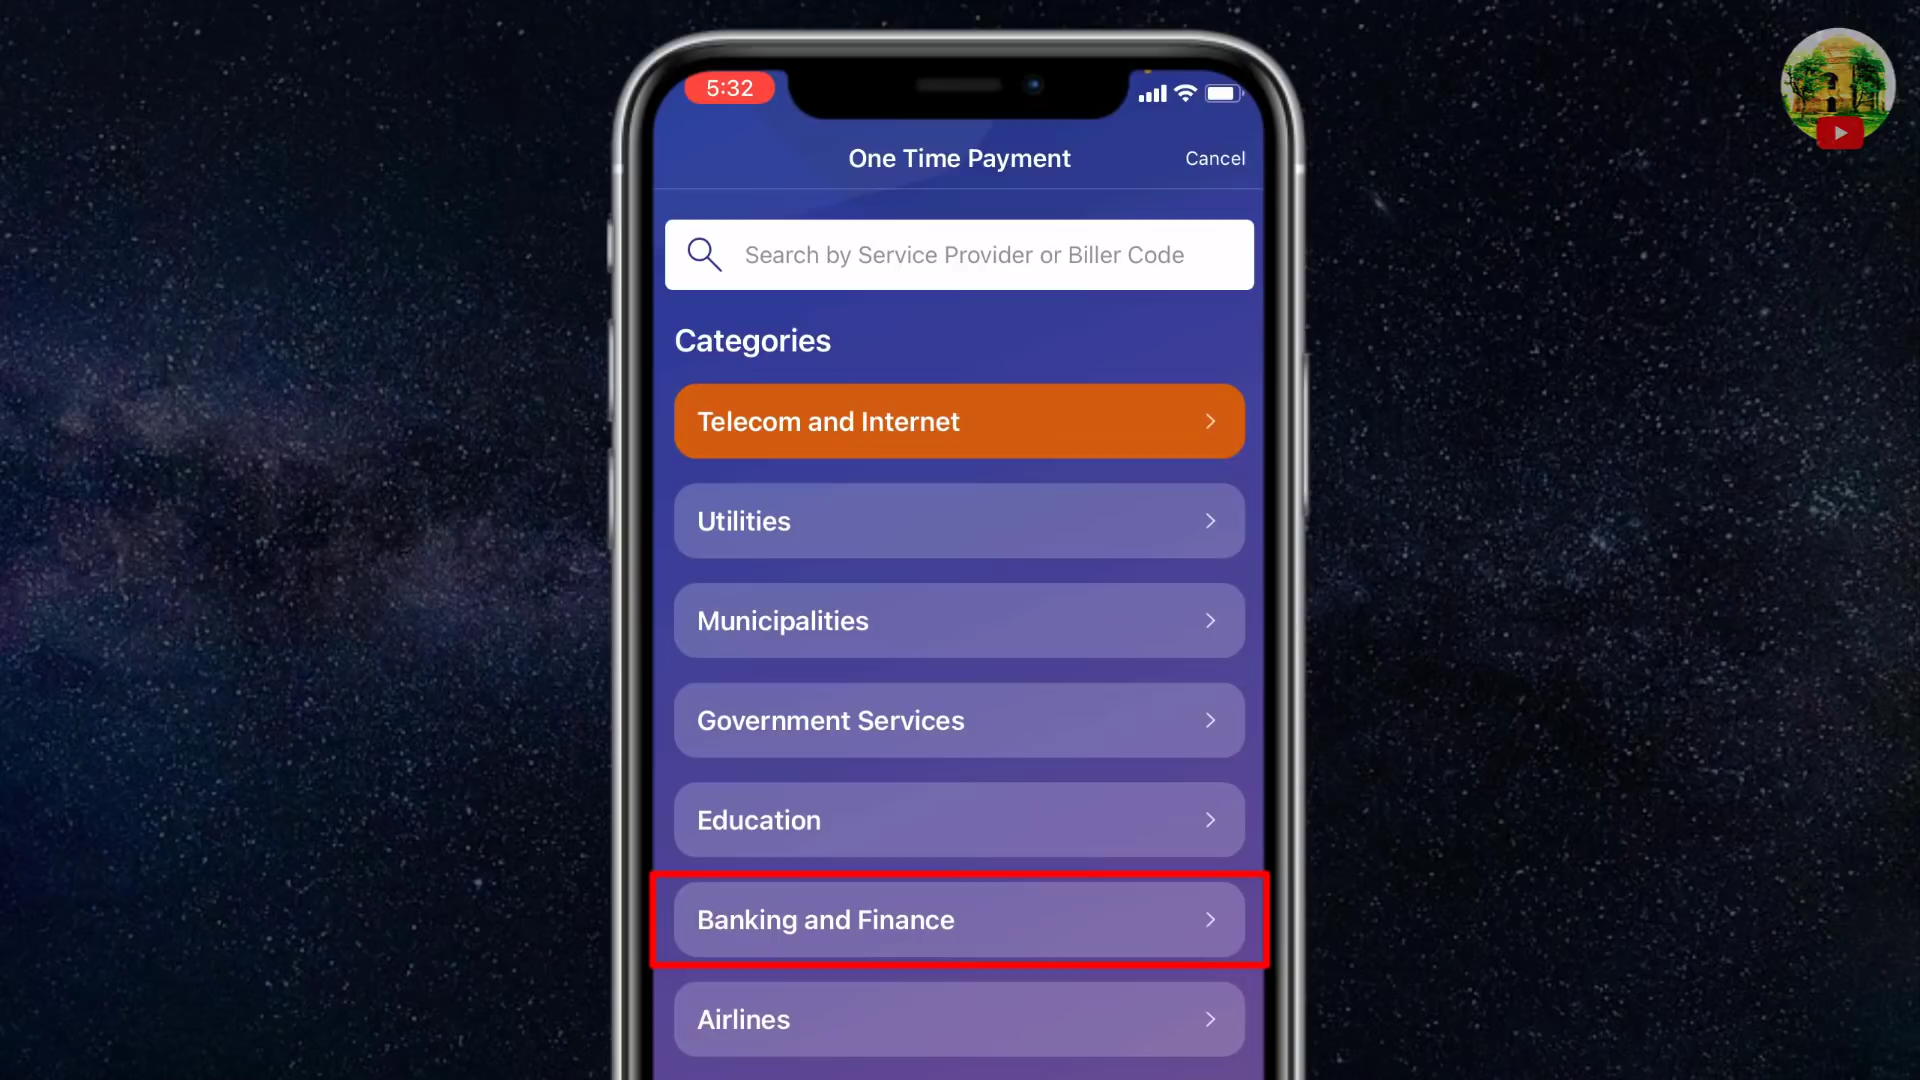 5:32
One Time Payment
Cancel
Search by Service Provider or Biller Code
Categories
Telecom and Internet
Utilities
Municipalities
Government Services
Education
Banking and Finance
Airlines